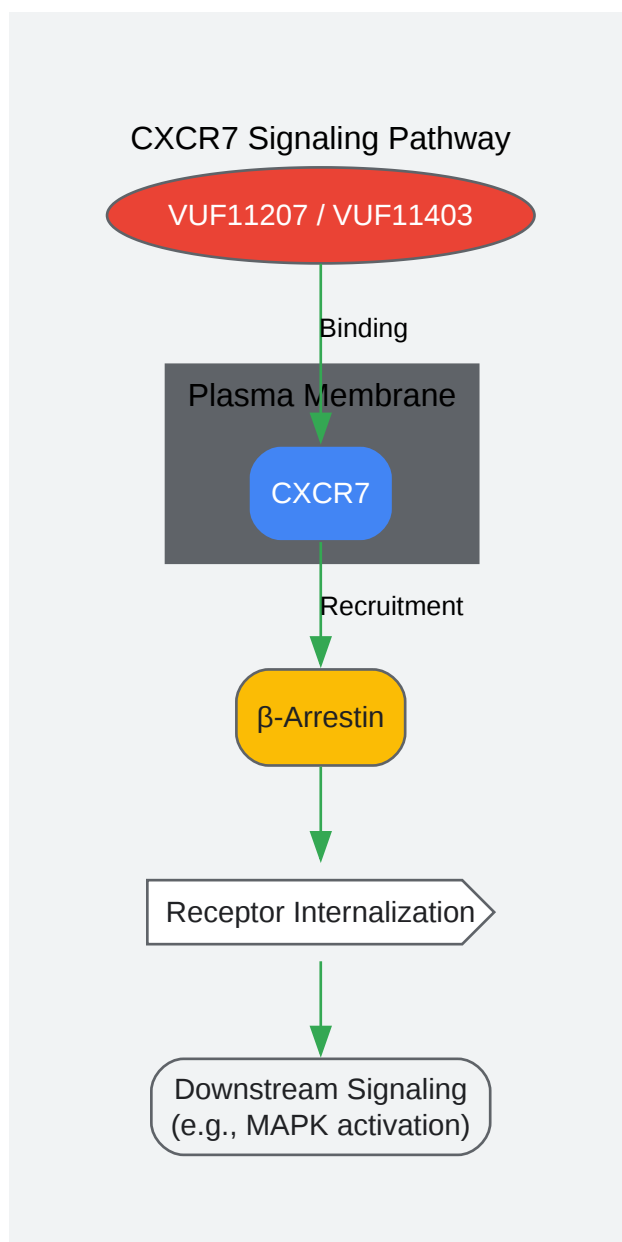 CXCR7 Signaling Pathway
VUF11207 / VUF11403
Binding
Plasma Membrane
CXCR7
Recruitment
β-Arrestin
Receptor Internalization
Downstream Signaling
(e.g., MAPK activation)